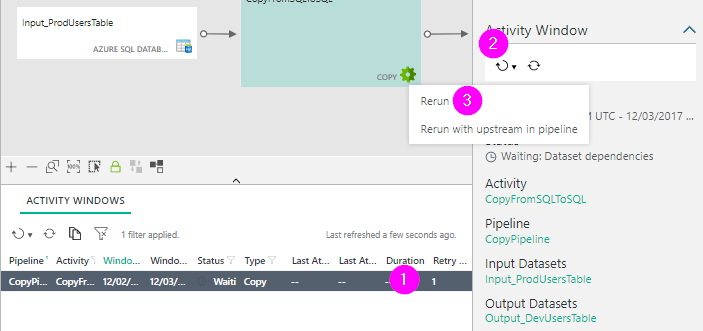 CopyFromSQLToSQL
Input_ProdUsersTable
AZURE SQL DATAB...
COPY
Activity Window
2
Rerun
3
Rerun with upstream in pipeline
M UTC - 12/03/2017 ...
Status
Waiting: Dataset dependencies
Activity
CopyFromSQLToSQL
Pipeline
CopyPipeline
Input Datasets
Input_ProdUsersTable
Output Datasets
Output_DevUsersTable
100%
ACTIVITY WINDOWS
1 filter applied.
Last refreshed a few seconds ago.
Pipeline Activity Windo... Windo... Status Type Last At... Last At... Duration Retry ...
CopyPi... CopyFr... 12/02/... 12/03/... Waiti Copy -- -- -- 1
1